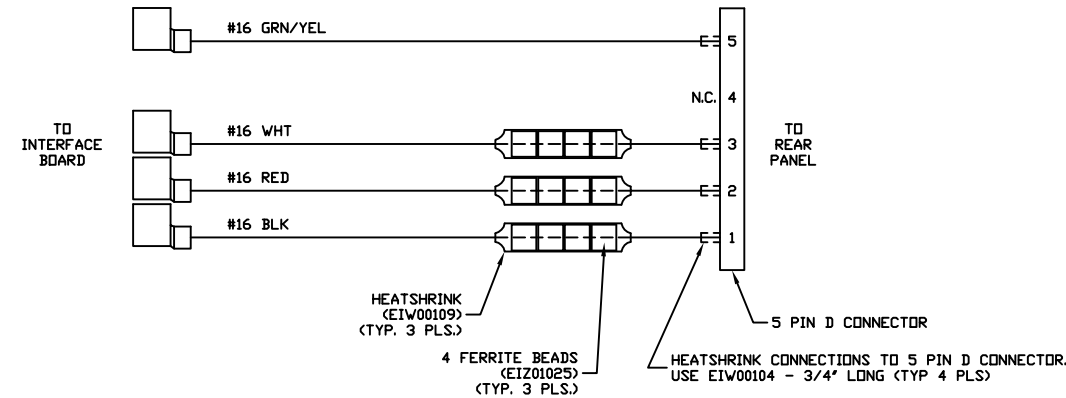 #16 GRN/YEL
5
N.C. 4
TO
INTERFACE
BOARD
#16 WHT
3
TO
REAR
PANEL
#16 RED
2
#16 BLK
1
HEATSHRINK
(EIW00109)
(TYP. 3 PLS.)
5 PIN D CONNECTOR
4 FERRITE BEADS
(EIZ01025)
(TYP. 3 PLS.)
HEATSHRINK CONNECTIONS TO 5 PIN D CONNECTOR.
USE EIW00104 - 3/4" LONG (TYP 4 PLS)